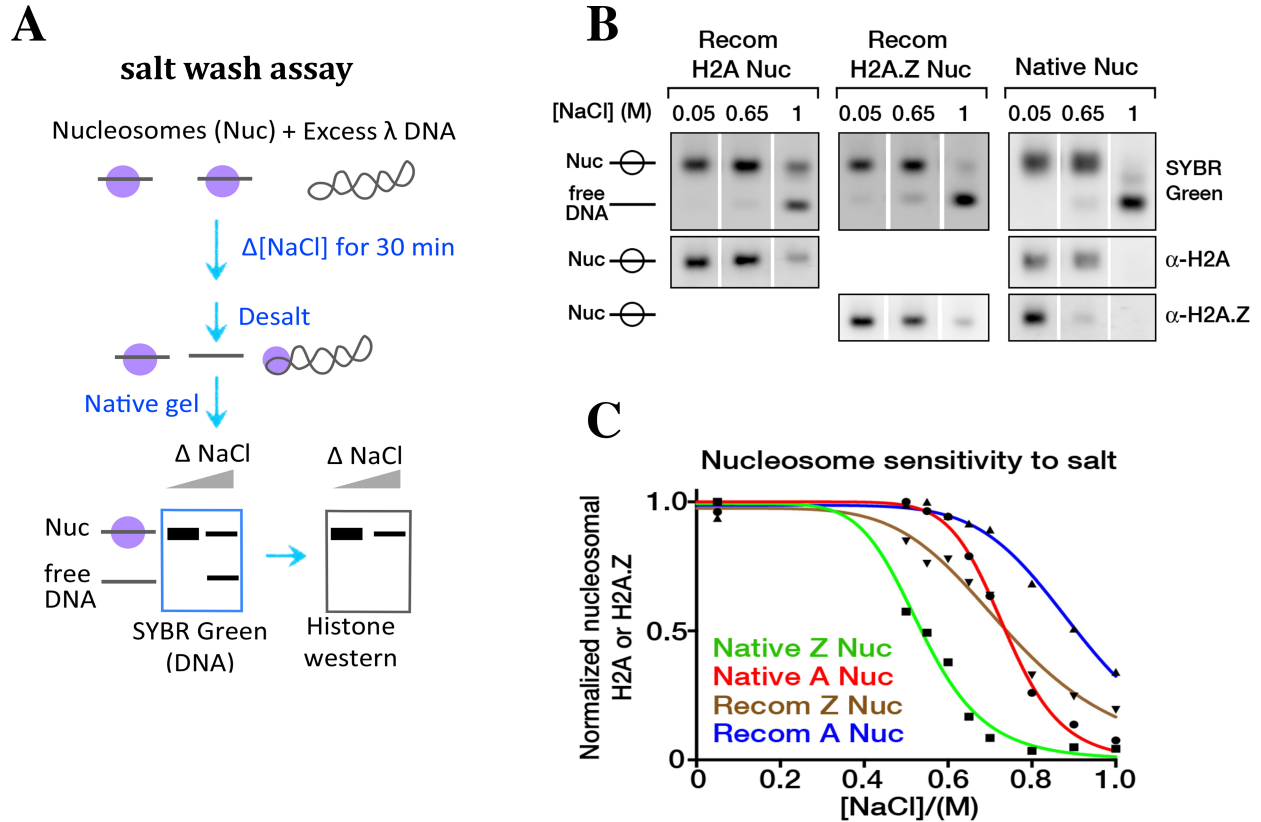 A
salt wash assay
Nucleosomes (Nuc) + Excess λ DNA
Δ[NaCl] for 30 min
Desalt
Native gel
Δ NaCl
Δ NaCl
Nuc
free
DNA
SYBR Green
(DNA)
Histone
western
B
Recom
H2A Nuc
Recom
H2A.Z Nuc
Native Nuc
[NaCl] (M) 0.05 0.65 1 0.05 0.65 1 0.05 0.65 1
Nuc
free
DNA
SYBR
Green
Nuc
α-H2A
Nuc
α-H2A.Z
C
Nucleosome sensitivity to salt
Normalized nucleosomal
H2A or H2A.Z
1.0
0.5
0
Native Z Nuc
Native A Nuc
Recom Z Nuc
Recom A Nuc
0 0.2 0.4 0.6 0.8 1.0
[NaCl]/(M)